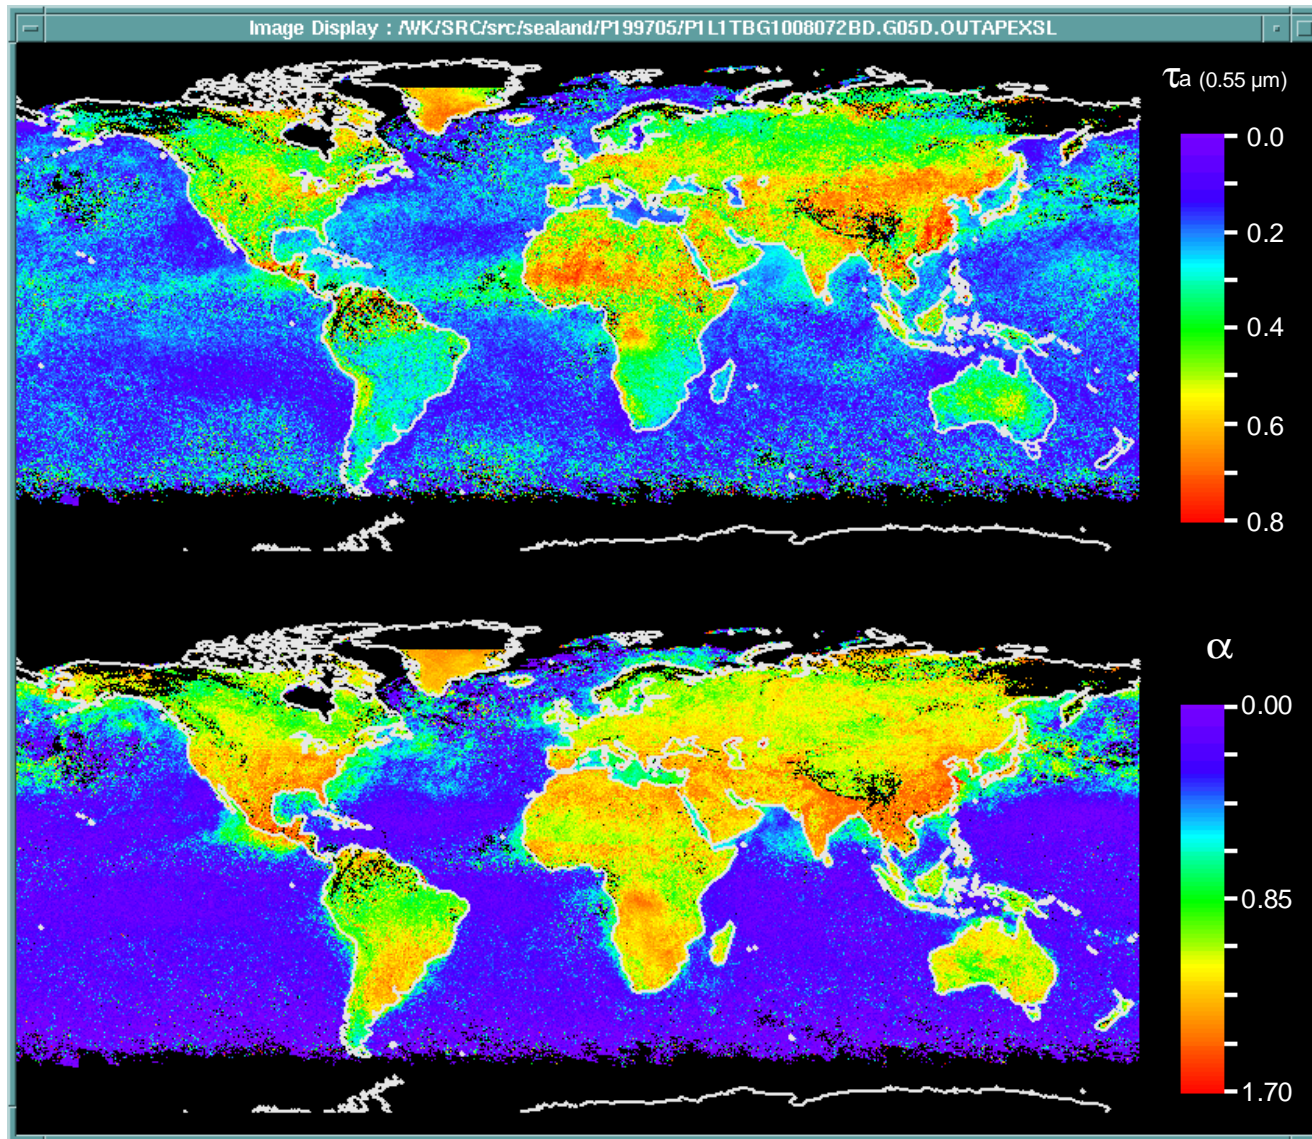 Image Display : /WK/SRC/src/sealand/P199705/P1L1TBG1008072BD.G05D.OUTAPEXSL
τa (0.55 µm)
0.0
0.2
0.4
0.6
0.8
α
0.00
0.85
1.70